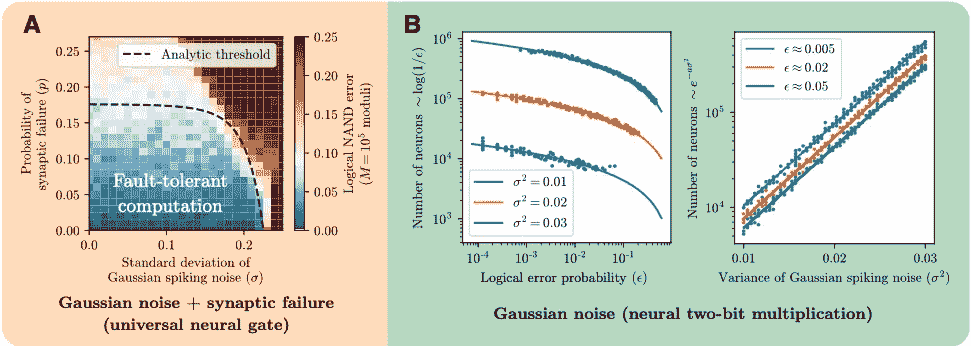 A
Analytic threshold
0.25
0.20
0.15
0.10
0.05
0.00
Probability of
synaptic failure (p)
Fault-tolerant
computation
0.0
0.1
0.2
Standard deviation of
Gaussian spiking noise (σ)
0.25
0.20
0.15
0.10
0.05
0.00
Logical NAND error
(M = 10⁵ moduli)
Gaussian noise + synaptic failure
(universal neural gate)
B
Number of neurons ~ log(1/ϵ)
10⁶
10⁵
10⁴
10³
σ² = 0.01
σ² = 0.02
σ² = 0.03
10⁻⁴
10⁻³
10⁻²
10⁻¹
Logical error probability (ϵ)
ϵ ≈ 0.005
ϵ ≈ 0.02
ϵ ≈ 0.05
10⁵
10⁴
0.01
0.02
0.03
Variance of Gaussian spiking noise (σ²)
Gaussian noise (neural two-bit multiplication)